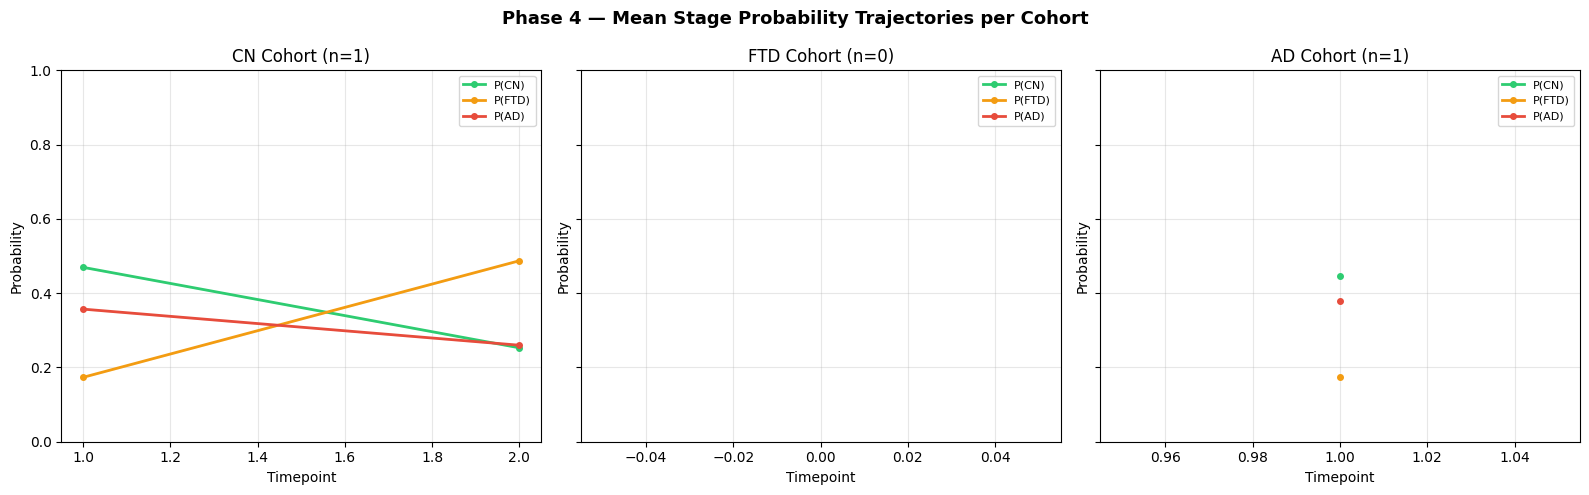 Phase 4 — Mean Stage Probability Trajectories per Cohort
CN Cohort (n=1)
P(CN)
P(FTD)
P(AD)
1.0
0.8
0.6
0.4
0.2
0.0
Probability
1.0 1.2 1.4 1.6 1.8 2.0
Timepoint
FTD Cohort (n=0)
P(CN)
P(FTD)
P(AD)
Probability
−0.04 −0.02 0.00 0.02 0.04
Timepoint
AD Cohort (n=1)
P(CN)
P(FTD)
P(AD)
Probability
0.96 0.98 1.00 1.02 1.04
Timepoint